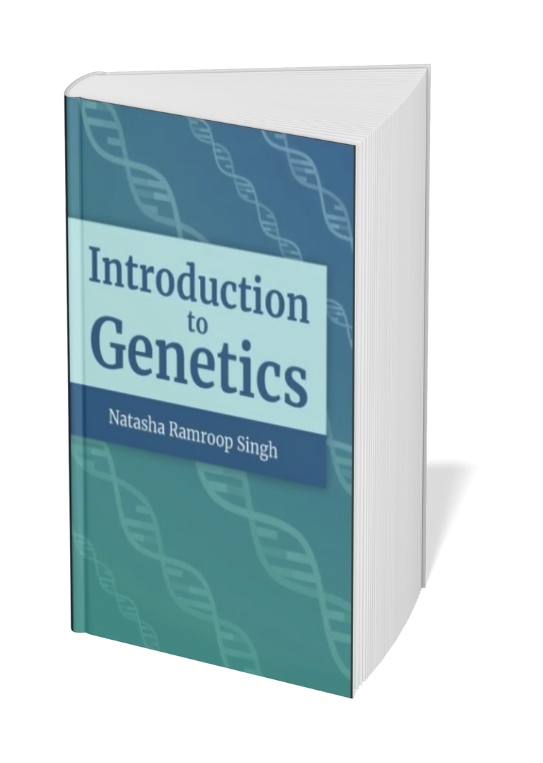 Introduction
to
Genetics
Natasha Ramroop Singh